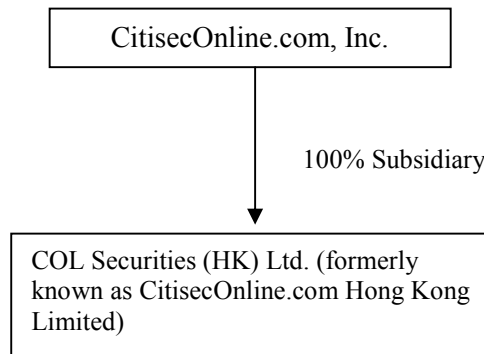 CitisecOnline.com, Inc.
100% Subsidiary
COL Securities (HK) Ltd. (formerly
known as CitisecOnline.com Hong Kong
Limited)